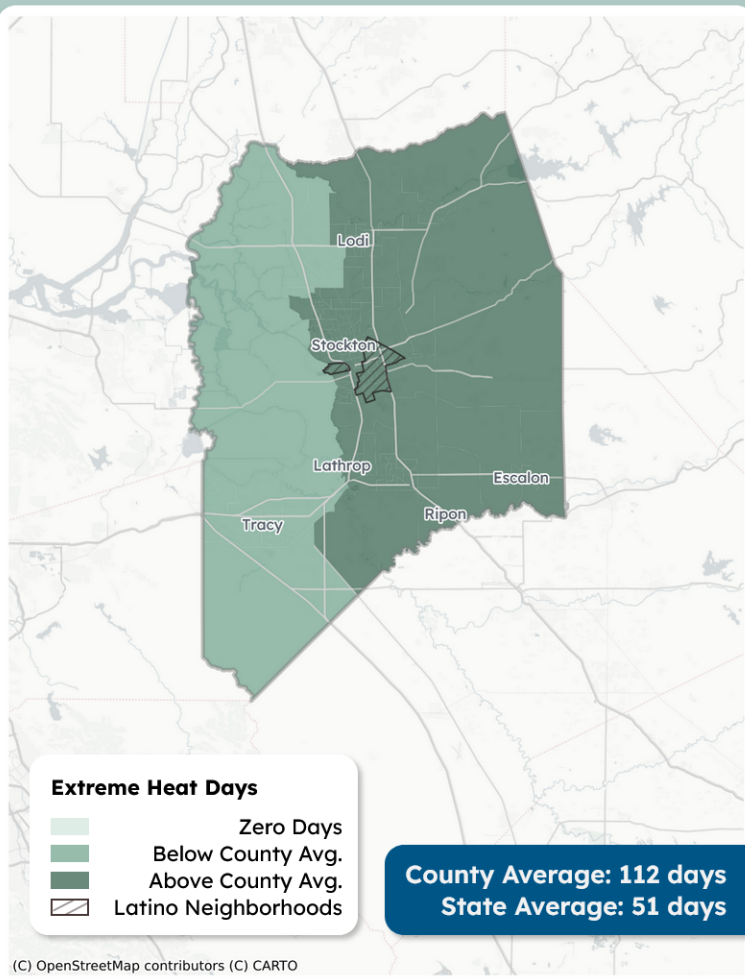 Lodi
Stockton
Lathrop
Escalon
Ripon
Tracy
Extreme Heat Days
Zero Days
Below County Avg.
Above County Avg.
Latino Neighborhoods
County Average: 112 days
State Average: 51 days
(C) OpenStreetMap contributors (C) CARTO